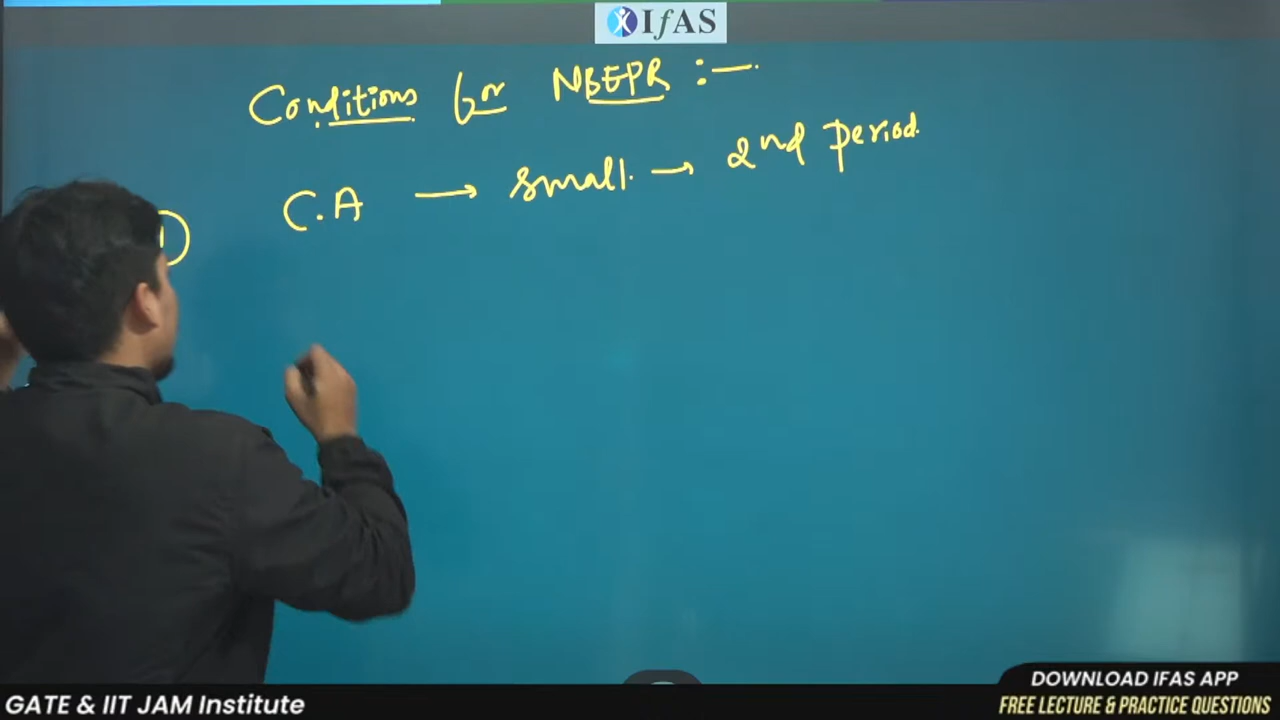 IfAS
Conditions for NBEPR :—
① C.A → small. → 2nd period.
GATE & IIT JAM Institute
DOWNLOAD IFAS APP
FREE LECTURE & PRACTICE QUESTIONS